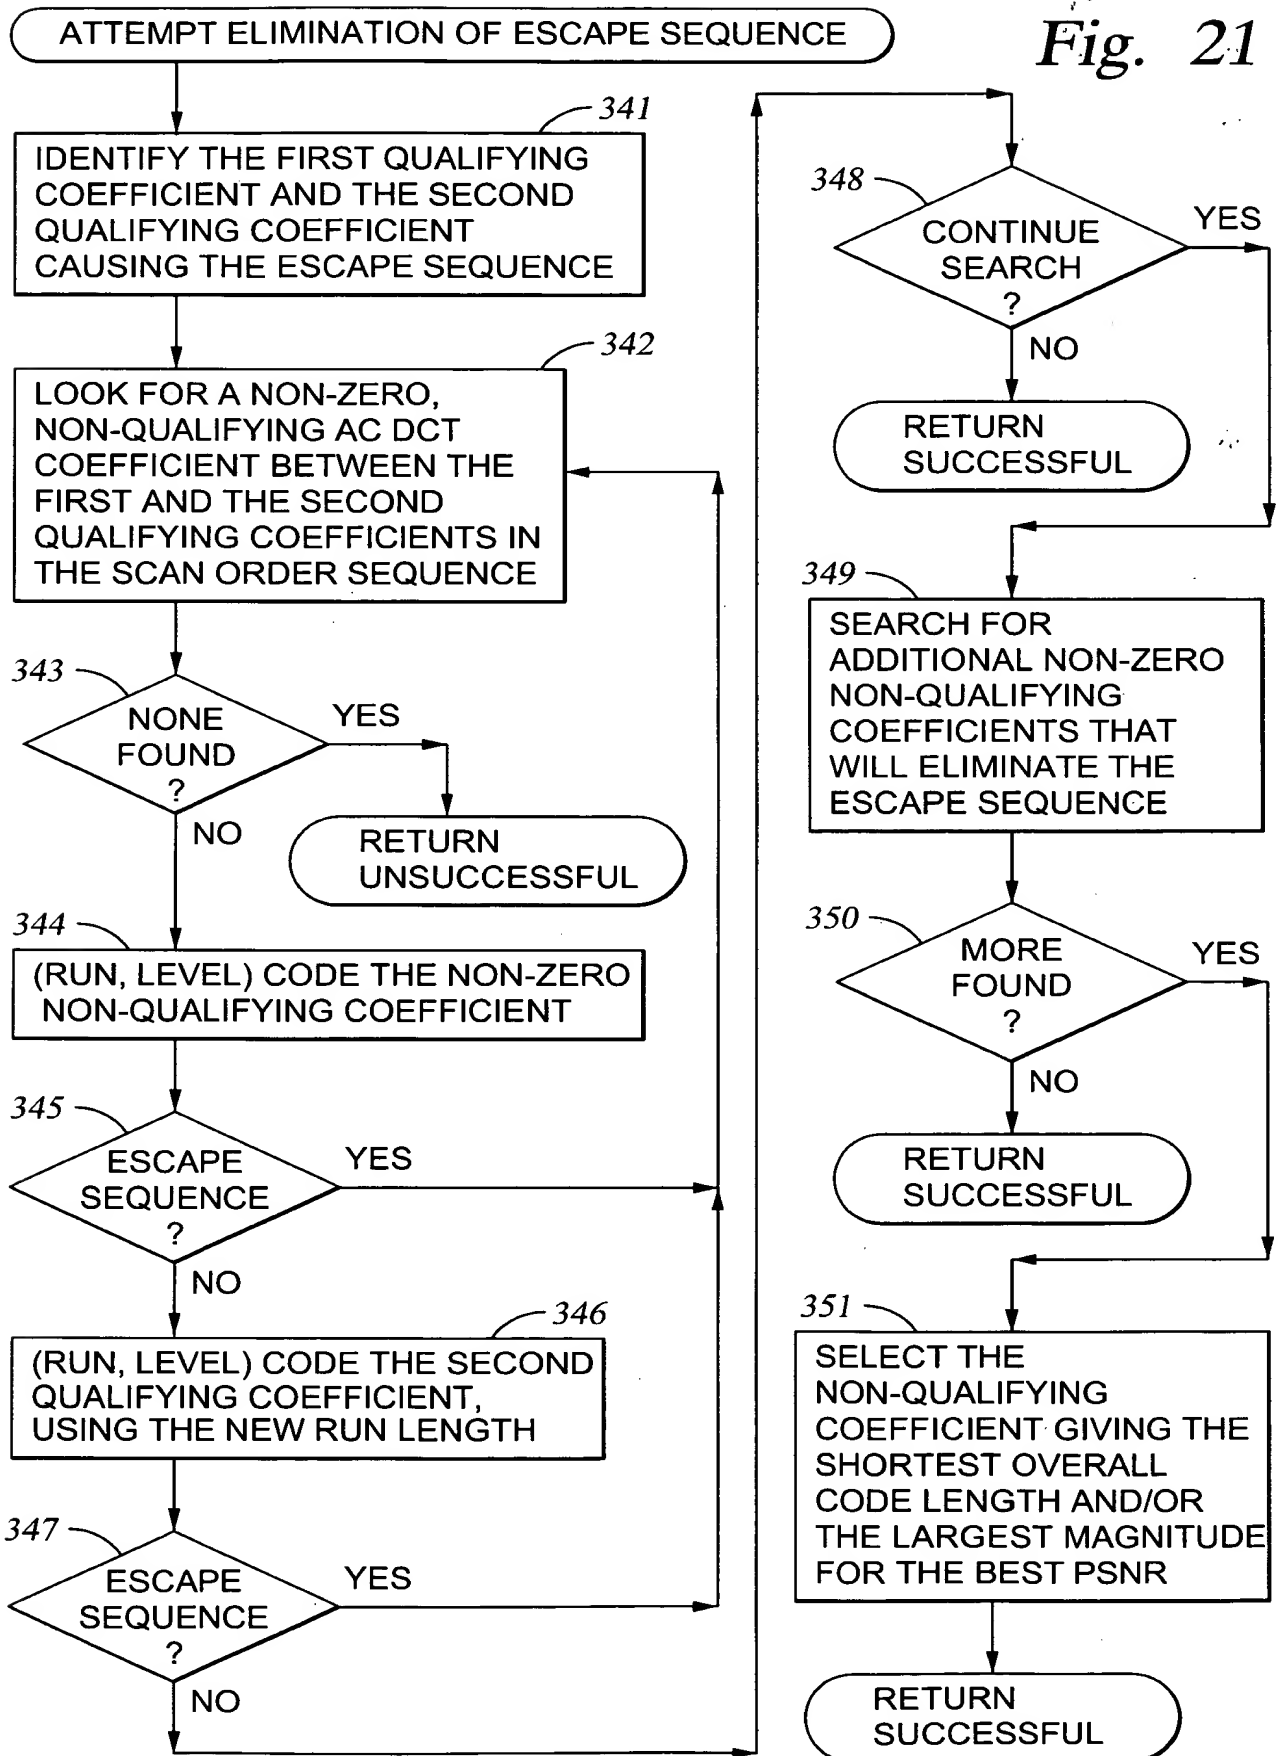 Fig. 21
ATTEMPT ELIMINATION OF ESCAPE SEQUENCE
341
IDENTIFY THE FIRST QUALIFYING
COEFFICIENT AND THE SECOND
QUALIFYING COEFFICIENT
CAUSING THE ESCAPE SEQUENCE
342
LOOK FOR A NON-ZERO,
NON-QUALIFYING AC DCT
COEFFICIENT BETWEEN THE
FIRST AND THE SECOND
QUALIFYING COEFFICIENTS IN
THE SCAN ORDER SEQUENCE
343
NONE
FOUND
?
YES
NO
RETURN
UNSUCCESSFUL
344
(RUN, LEVEL) CODE THE NON-ZERO
NON-QUALIFYING COEFFICIENT
345
ESCAPE
SEQUENCE
?
YES
NO
346
(RUN, LEVEL) CODE THE SECOND
QUALIFYING COEFFICIENT,
USING THE NEW RUN LENGTH
347
ESCAPE
SEQUENCE
?
YES
NO
348
CONTINUE
SEARCH
?
YES
NO
RETURN
SUCCESSFUL
349
SEARCH FOR
ADDITIONAL NON-ZERO
NON-QUALIFYING
COEFFICIENTS THAT
WILL ELIMINATE THE
ESCAPE SEQUENCE
350
MORE
FOUND
?
YES
NO
RETURN
SUCCESSFUL
351
SELECT THE
NON-QUALIFYING
COEFFICIENT GIVING THE
SHORTEST OVERALL
CODE LENGTH AND/OR
THE LARGEST MAGNITUDE
FOR THE BEST PSNR
RETURN
SUCCESSFUL